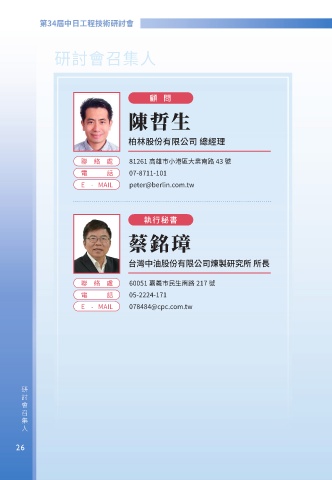 第34屆中日工程技術研討會
研討會召集人
顧 問
陳哲生
柏林股份有限公司 總經理
聯 絡 處 81261 高雄市小港區大業南路 43 號
電 話 07-8711-101
E - MAIL peter@berlin.com.tw
執行秘書
蔡銘璋
台灣中油股份有限公司煉製研究所 所長
聯 絡 處 60051 嘉義市民生南路 217 號
電 話 05-2224-171
E - MAIL 078484@cpc.com.tw
研討會召集人
26